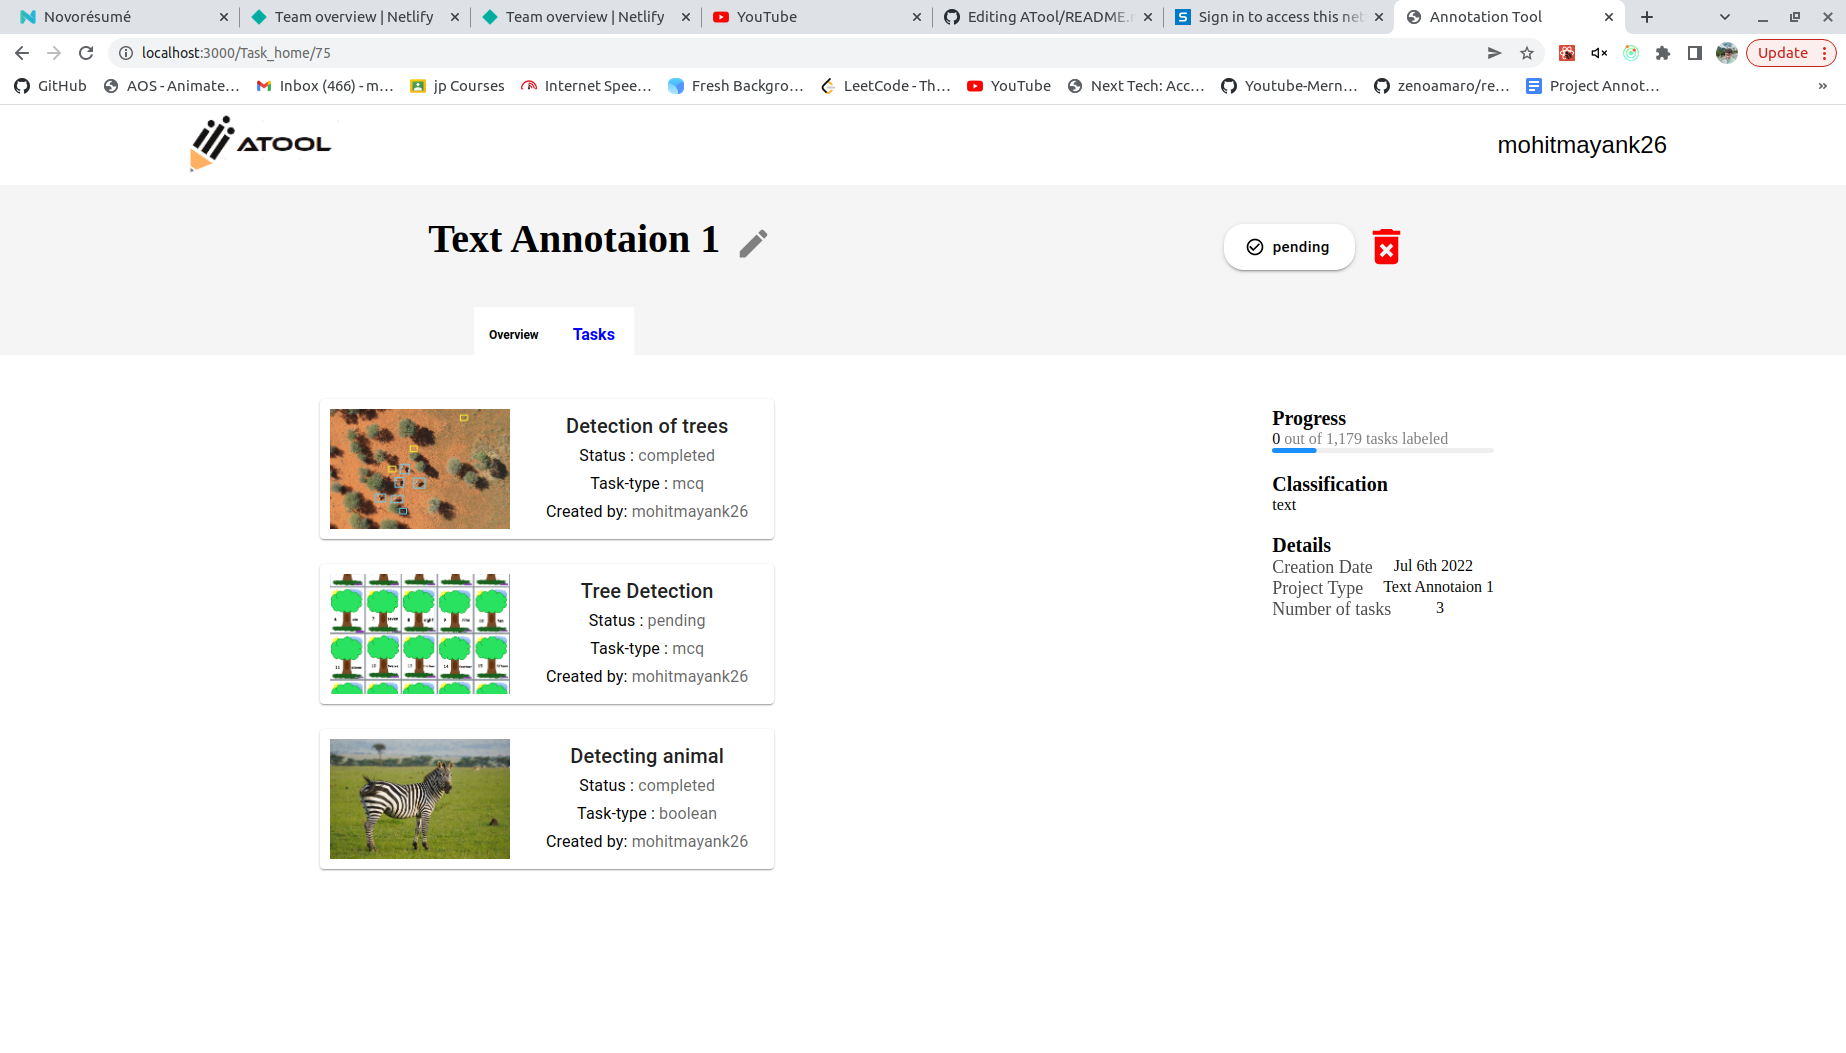 Novorésumé
Team overview | Netlify
Team overview | Netlify
YouTube
Editing ATool/README.
Sign in to access this net
Annotation Tool
localhost:3000/Task_home/75
Update
GitHub
AOS - Animate...
Inbox (466) - m...
jp Courses
Internet Spee...
Fresh Backgro...
LeetCode - Th...
YouTube
Next Tech: Acc...
Youtube-Mern...
zenoamaro/re...
Project Annot...
»
ATOOL
mohitmayank26
Text Annotaion 1
pending
Overview
Tasks
Detection of trees
Status : completed
Task-type : mcq
Created by: mohitmayank26
Tree Detection
Status : pending
Task-type : mcq
Created by: mohitmayank26
Detecting animal
Status : completed
Task-type : boolean
Created by: mohitmayank26
Progress
0 out of 1,179 tasks labeled
Classification
text
Details
Creation Date Jul 6th 2022
Project Type Text Annotaion 1
Number of tasks 3